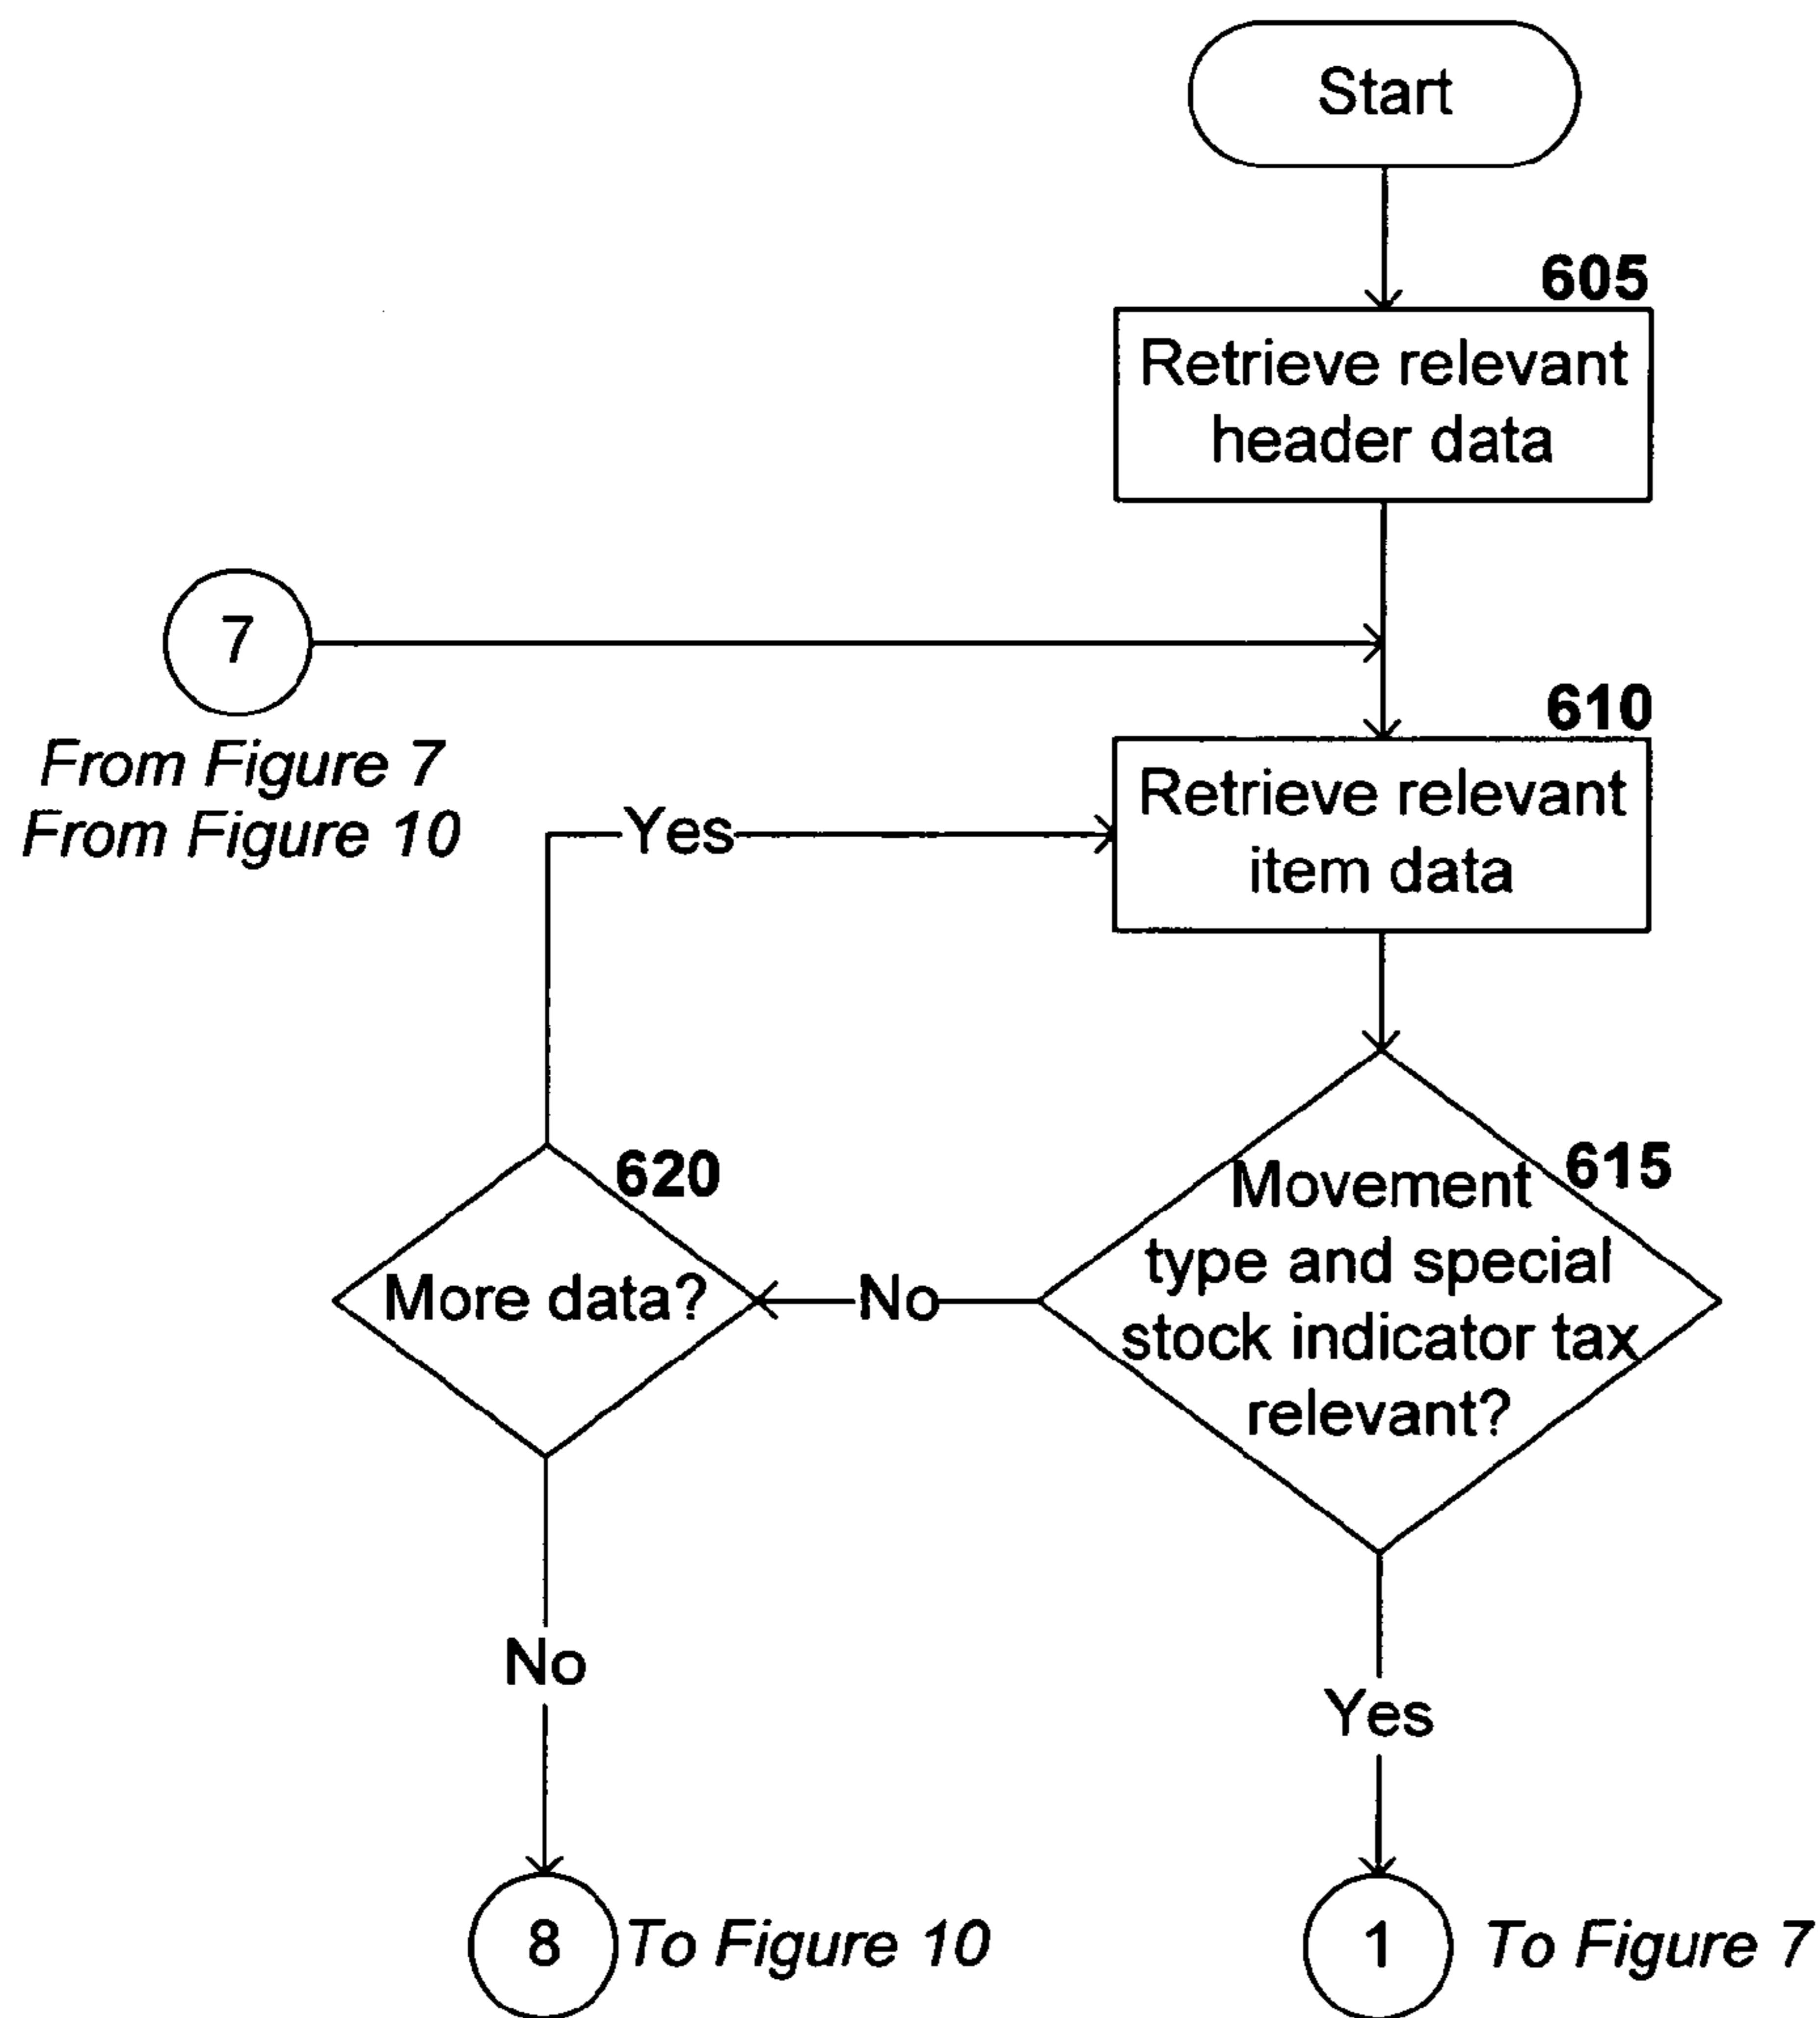 Start
605
Retrieve relevant
header data
7
From Figure 7
From Figure 10
610
Retrieve relevant
item data
Yes
615
Movement
type and special
stock indicator tax
relevant?
No
620
More data?
No
Yes
8
To Figure 10
1
To Figure 7